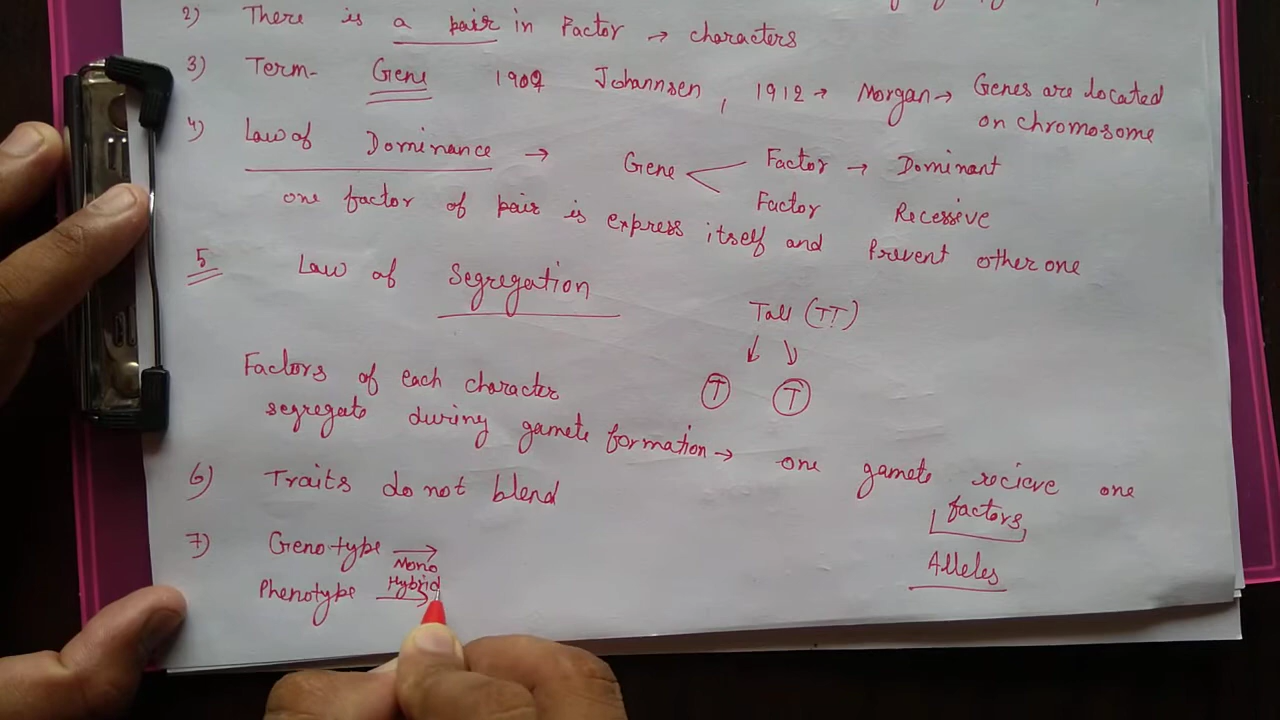 2) There is a pair in Factor → characters
3) Term- Gene 1909 Johannsen, 1912 → Morgan → Genes are located
on chromosome
4) Law of Dominance → Gene Factor → Dominant
Factor Recessive
one factor of pair is express itself and Prevent other one
5 Law of Segregation
Tall (TT)
T T
Factors of each character
segregate during gamete formation → one gamete recieve one
factors
6) Traits do not blend
Alleles
7) Genotype →
Mono
Phenotype Hybrid